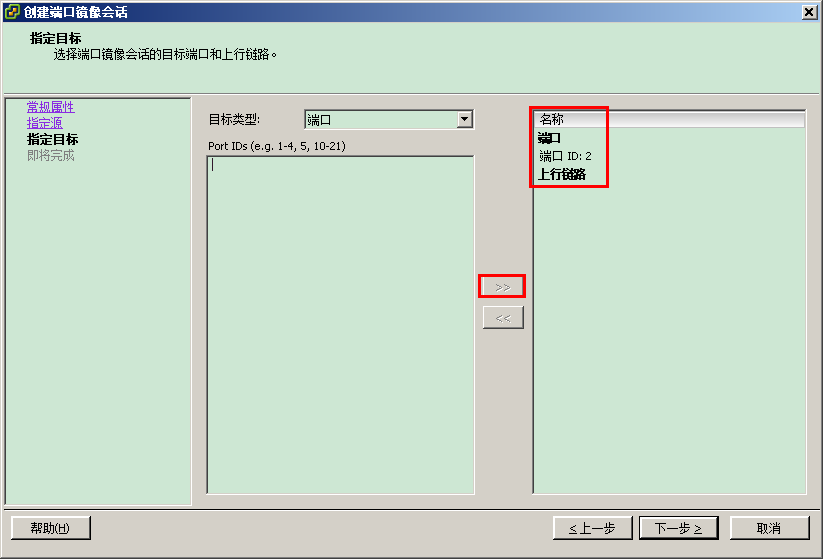 创建端口镜像会话
指定目标
选择端口镜像会话的目标端口和上行链路。
常规属性
指定源
指定目标
即将完成
目标类型:
端口
Port IDs (e.g. 1-4, 5, 10-21)
>>
<<
名称
端口
端口 ID: 2
上行链路
帮助(H)
≤上一步
下一步 ≥
取消